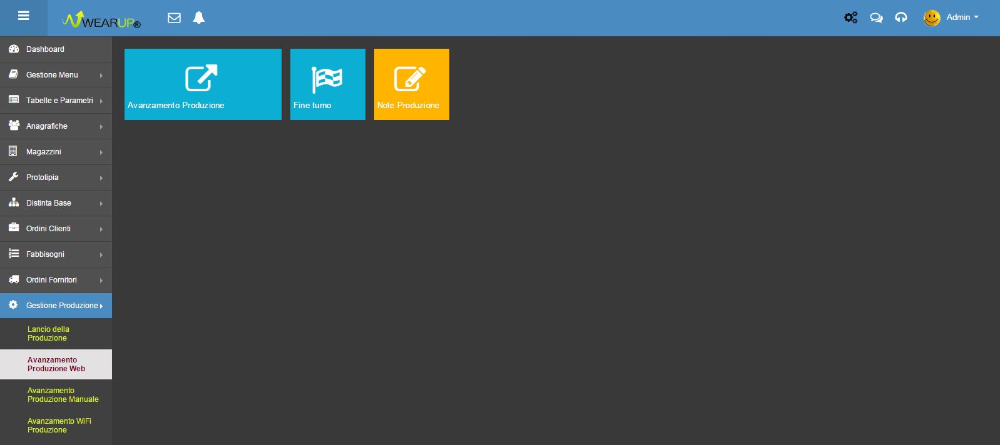 WEARUP®
Admin
Dashboard
Gestione Menu
Tabelle e Parametri
Anagrafiche
Magazzini
Prototipia
Distinta Base
Ordini Clienti
Fabbisogni
Ordini Fornitori
Gestione Produzione
Lancio della
Produzione
Avanzamento
Produzione Web
Avanzamento
Produzione Manuale
Avanzamento WiFi
Produzione
Avanzamento Produzione
Fine turno
Note Produzione